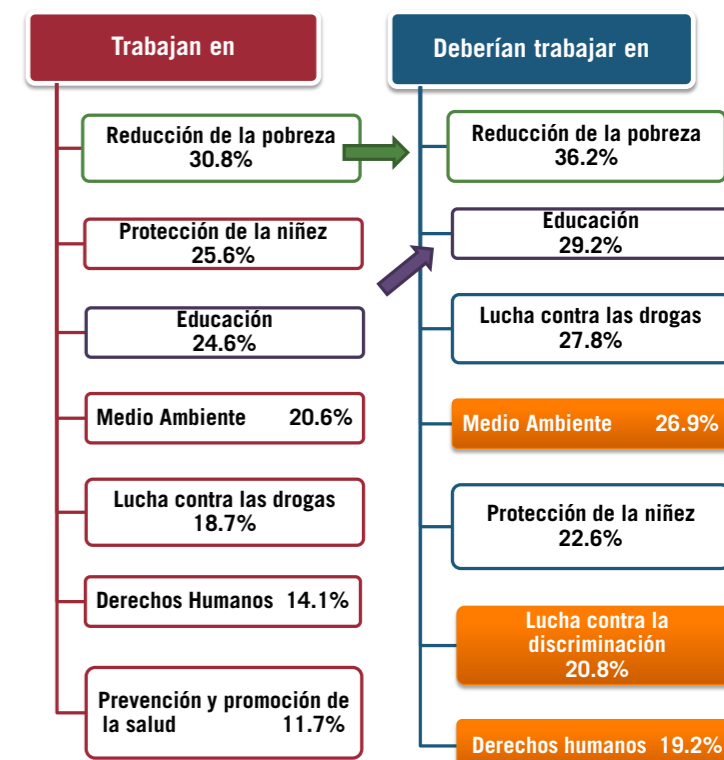 Trabajan en
Reducción de la pobreza
30.8%
Protección de la niñez
25.6%
Educación
24.6%
Medio Ambiente 20.6%
Lucha contra las drogas
18.7%
Derechos Humanos 14.1%
Prevención y promoción de
la salud 11.7%
Deberían trabajar en
Reducción de la pobreza
36.2%
Educación
29.2%
Lucha contra las drogas
27.8%
Medio Ambiente 26.9%
Protección de la niñez
22.6%
Lucha contra la
discriminación
20.8%
Derechos humanos 19.2%